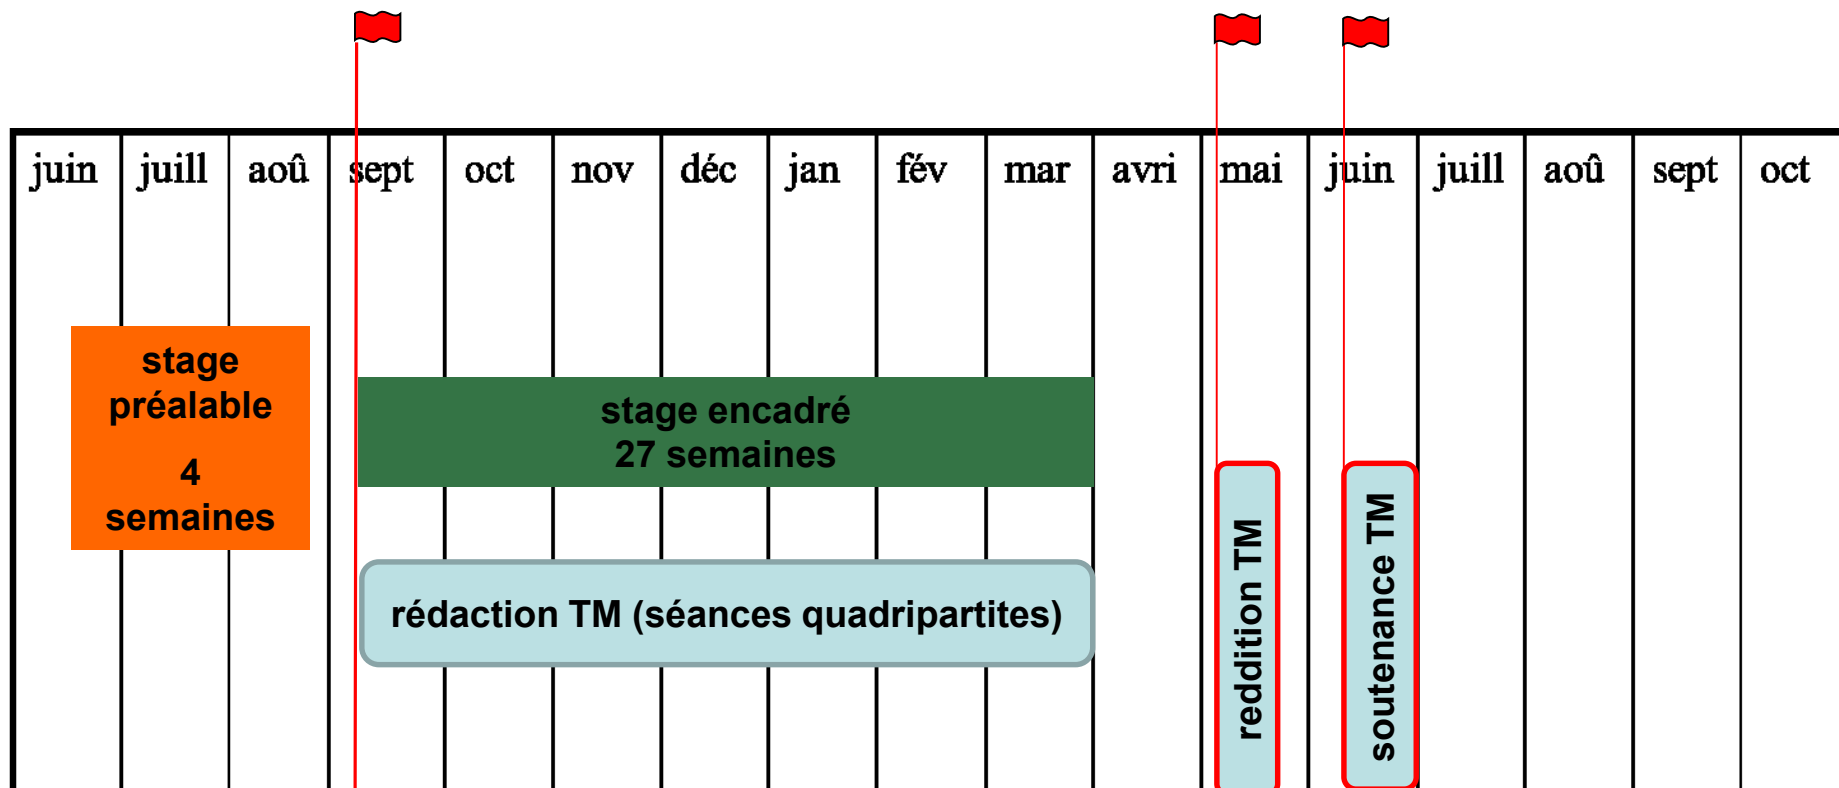 juin juill aoû sept oct nov déc jan fév mar avri mai juin juill aoû sept oct
stage
préalable
4
semaines
stage encadré
27 semaines
rédaction TM (séances quadripartites)
reddition TM
soutenance TM